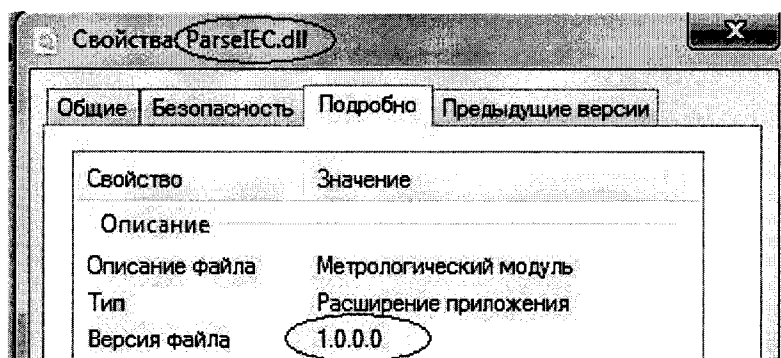 Свойства: ParseIEC.dll
X
Общие Безопасность Подробно Предыдущие версии
Свойство Значение
Описание
Описание файла Метрологический модуль
Тип Расширение приложения
Версия файла 1.0.0.0